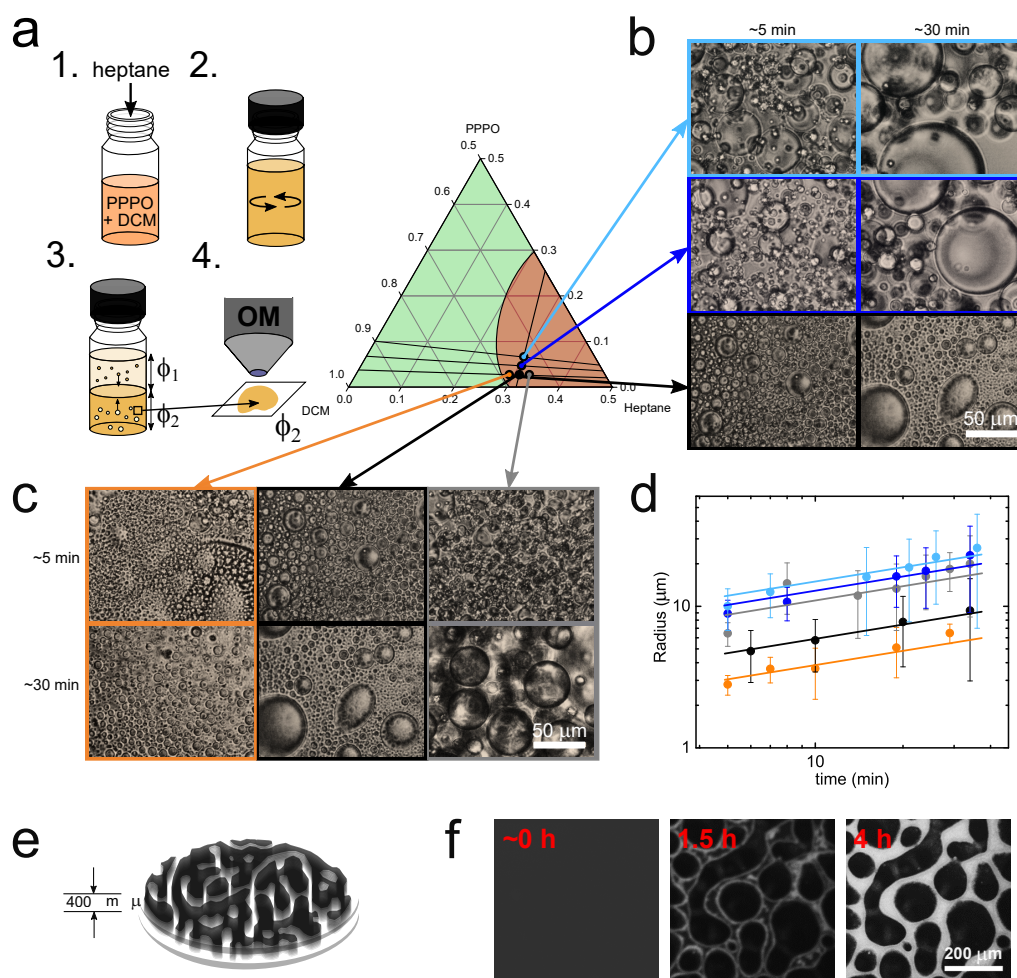 a
1. heptane 2.
PPPO
+ DCM
3. 4.
OM
ϕ1
ϕ2
ϕ2
PPPO
0.5
0.5
0.6
0.4
0.7
0.3
0.8
0.2
0.9
0.1
1.0
0.0
0.0
0.1
0.2
0.3
0.4
0.5
DCM
Heptane
b
~5 min
~30 min
50 μm
c
~5 min
~30 min
50 μm
d
Radius (μm)
10
1
10
time (min)
e
400 m μ
f
~0 h
1.5 h
4 h
200 μm